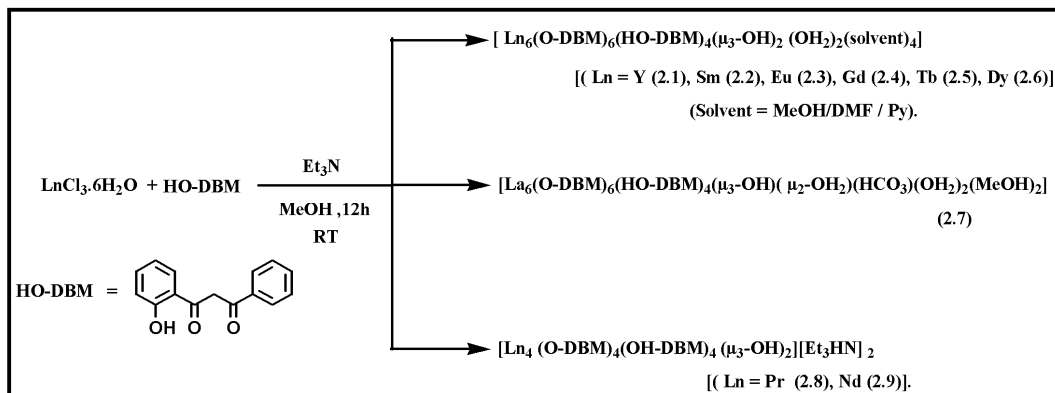 [ Ln₆(O-DBM)₆(HO-DBM)₄(μ₃-OH)₂ (OH₂)₂(solvent)₄]
[( Ln = Y (2.1), Sm (2.2), Eu (2.3), Gd (2.4), Tb (2.5), Dy (2.6)]
(Solvent = MeOH/DMF / Py).
Et₃N
LnCl₃.6H₂O + HO-DBM
MeOH ,12h
RT
[La₆(O-DBM)₆(HO-DBM)₄(μ₃-OH)( μ₂-OH₂)(HCO₃)(OH₂)₂(MeOH)₂]
(2.7)
HO-DBM =
OH O O
[Ln₄ (O-DBM)₄(OH-DBM)₄ (μ₃-OH)₂][Et₃HN] ₂
[( Ln = Pr (2.8), Nd (2.9)].